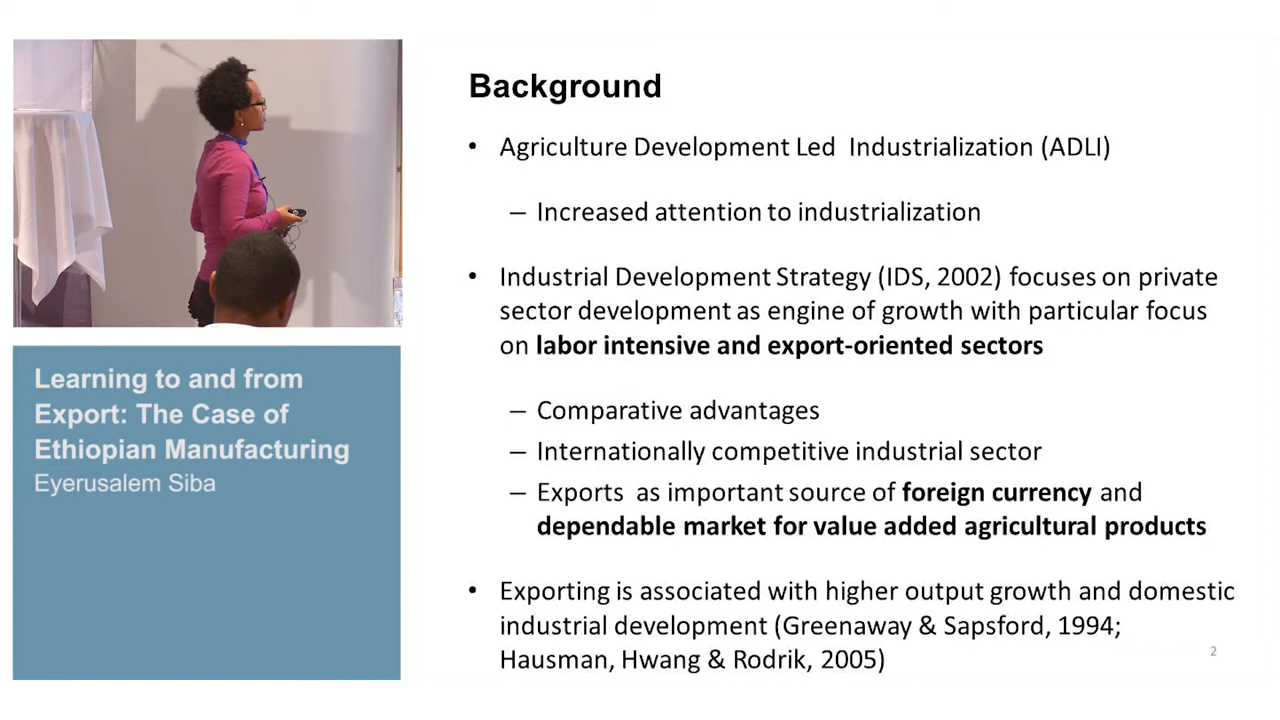 Background
• Agriculture Development Led  Industrialization (ADLI)
– Increased attention to industrialization
• Industrial Development Strategy (IDS, 2002) focuses on private
sector development as engine of growth with particular focus
on labor intensive and export-oriented sectors
– Comparative advantages
– Internationally competitive industrial sector
– Exports  as important source of foreign currency and
dependable market for value added agricultural products
• Exporting is associated with higher output growth and domestic
industrial development (Greenaway & Sapsford, 1994;
Hausman, Hwang & Rodrik, 2005)
2
Learning to and from
Export: The Case of
Ethiopian Manufacturing
Eyerusalem Siba